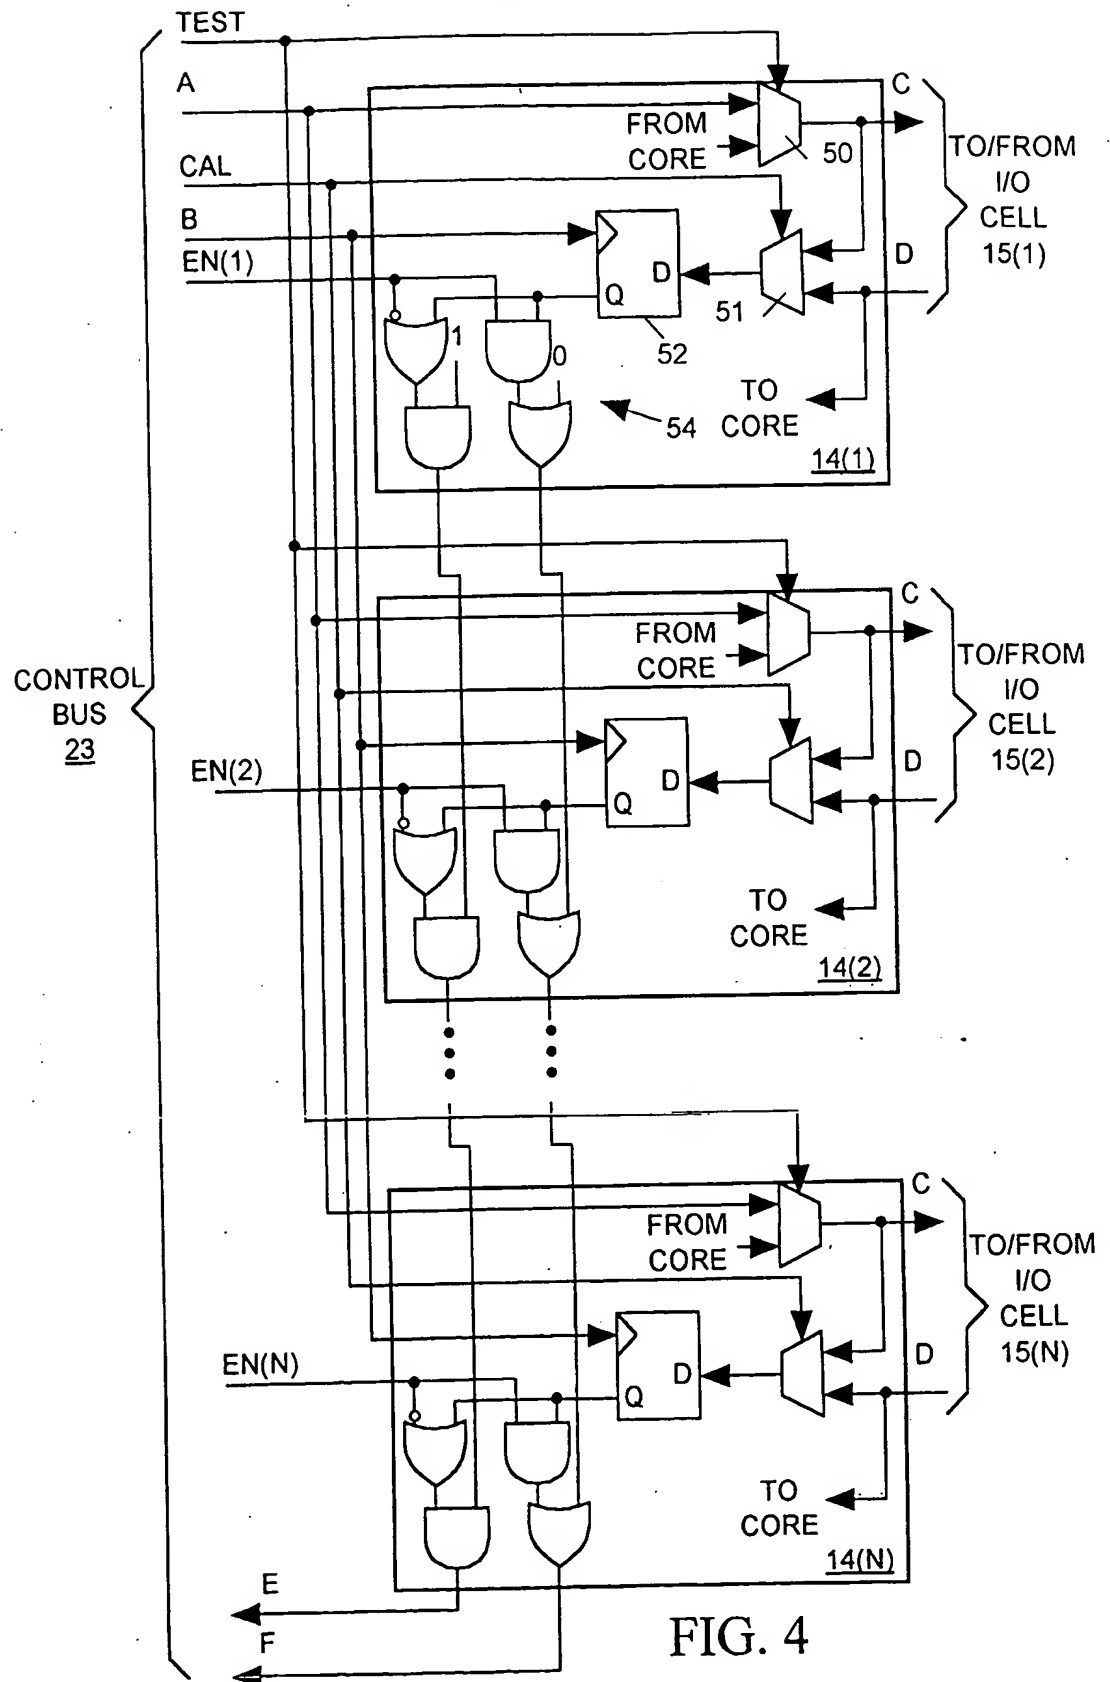 TEST
A
C
FROM
CORE
50
TO/FROM
I/O
CELL
15(1)
CAL
B
D
EN(1)
D
Q
51
52
1
0
TO
CORE
54
14(1)
C
FROM
CORE
TO/FROM
I/O
CELL
15(2)
CONTROL
BUS
23
D
EN(2)
D
Q
TO
CORE
14(2)
C
FROM
CORE
TO/FROM
I/O
CELL
15(N)
D
EN(N)
D
Q
TO
CORE
14(N)
E
F
FIG. 4